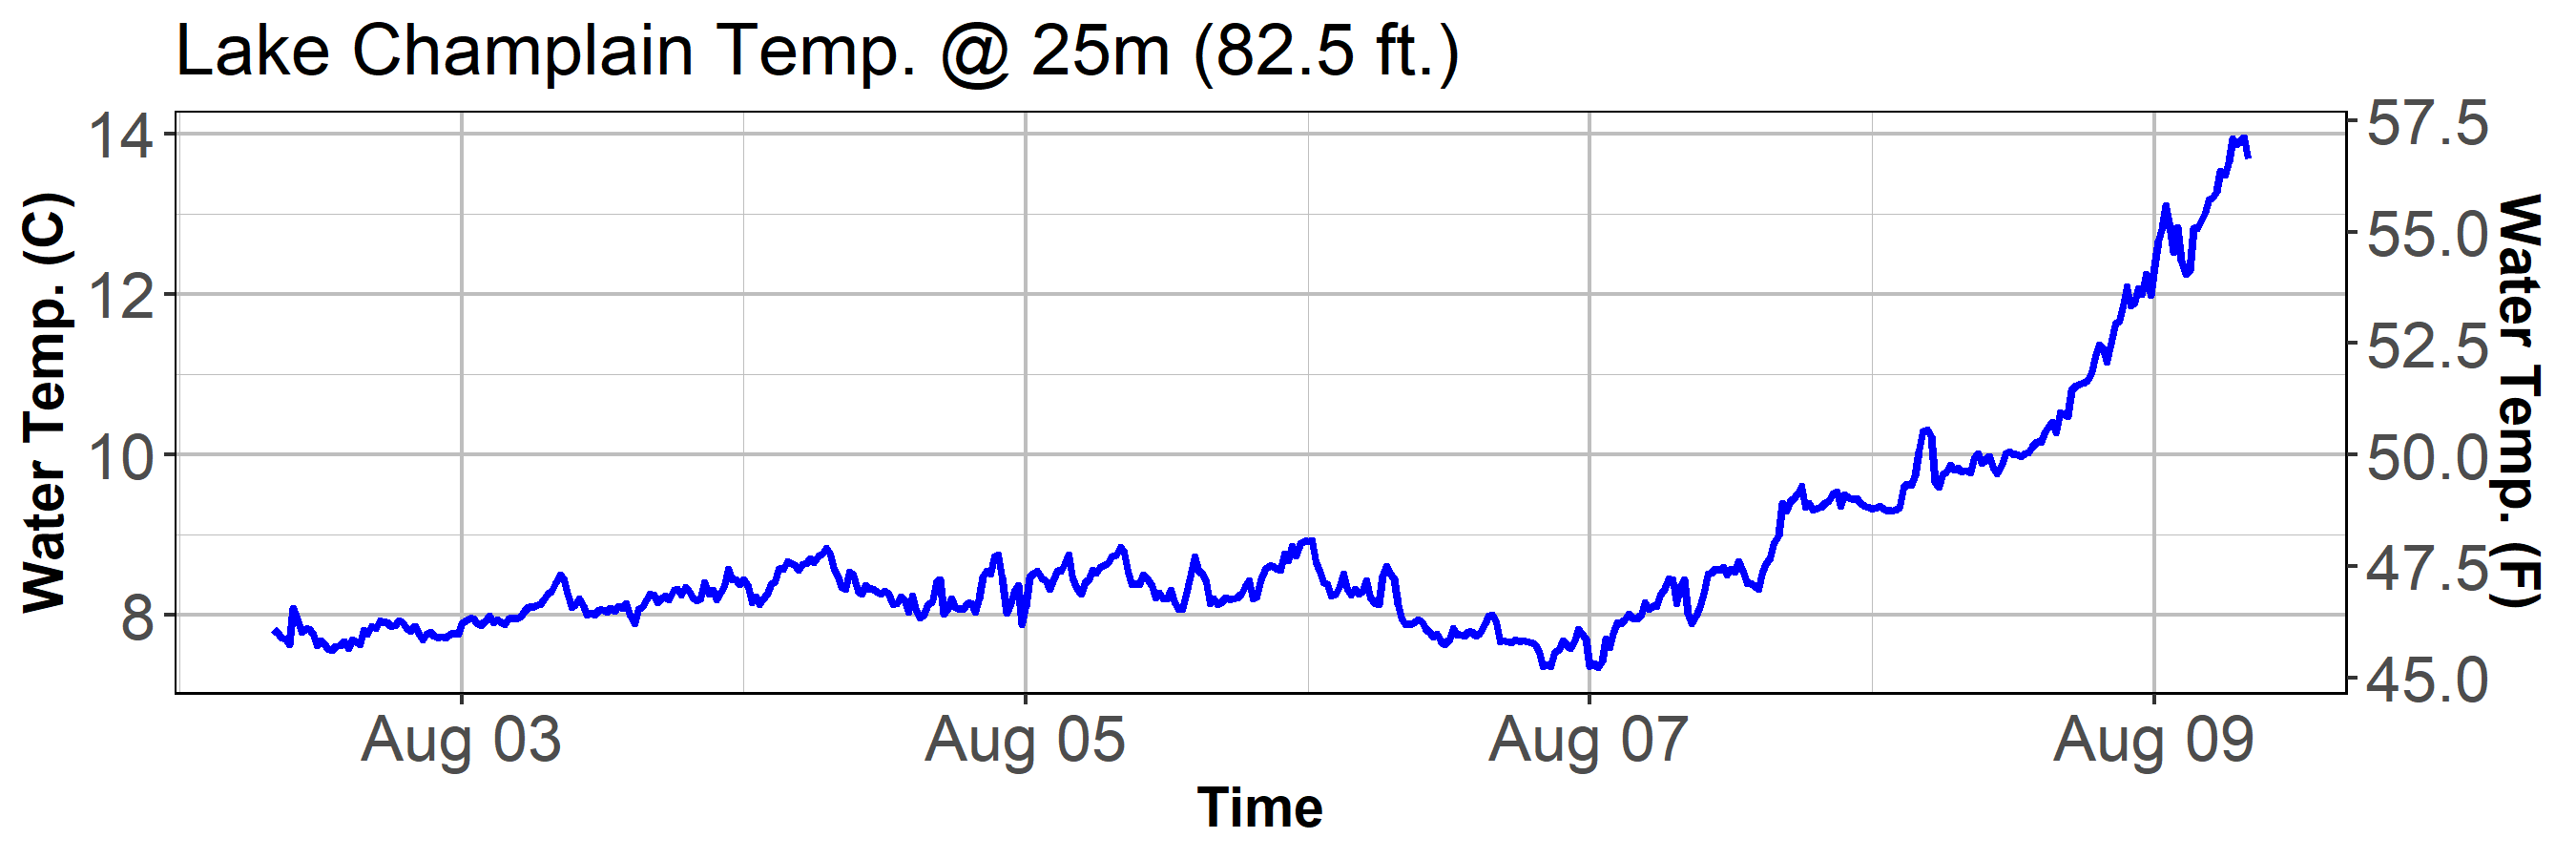 Lake Champlain Temp. @ 25m (82.5 ft.)
Water Temp. (C)
14
12
10
8
57.5
55.0
52.5
50.0
47.5
45.0
Water Temp. (F)
Aug 03
Aug 05
Aug 07
Aug 09
Time